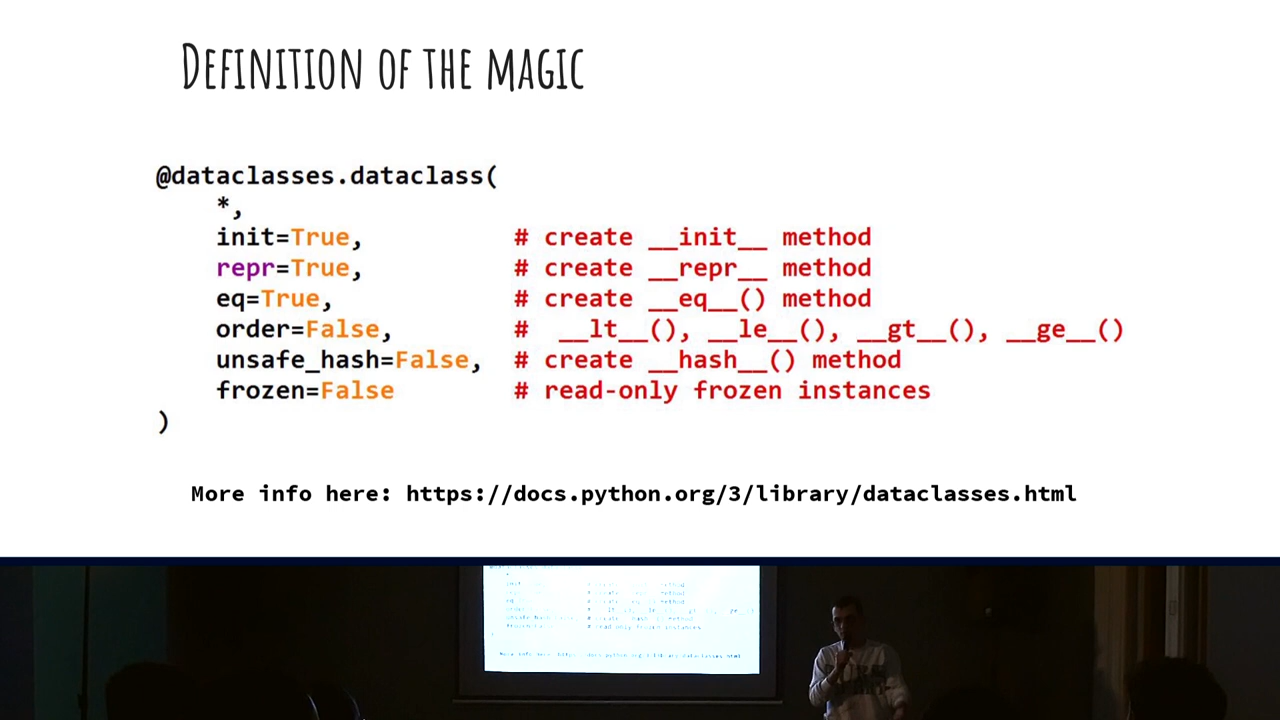 Definition of the magic
@dataclasses.dataclass(
*,
init=True, # create __init__ method
repr=True, # create __repr__ method
eq=True, # create __eq__() method
order=False, # __lt__(), __le__(), __gt__(), __ge__()
unsafe_hash=False, # create __hash__() method
frozen=False # read-only frozen instances
)
More info here: https://docs.python.org/3/library/dataclasses.html